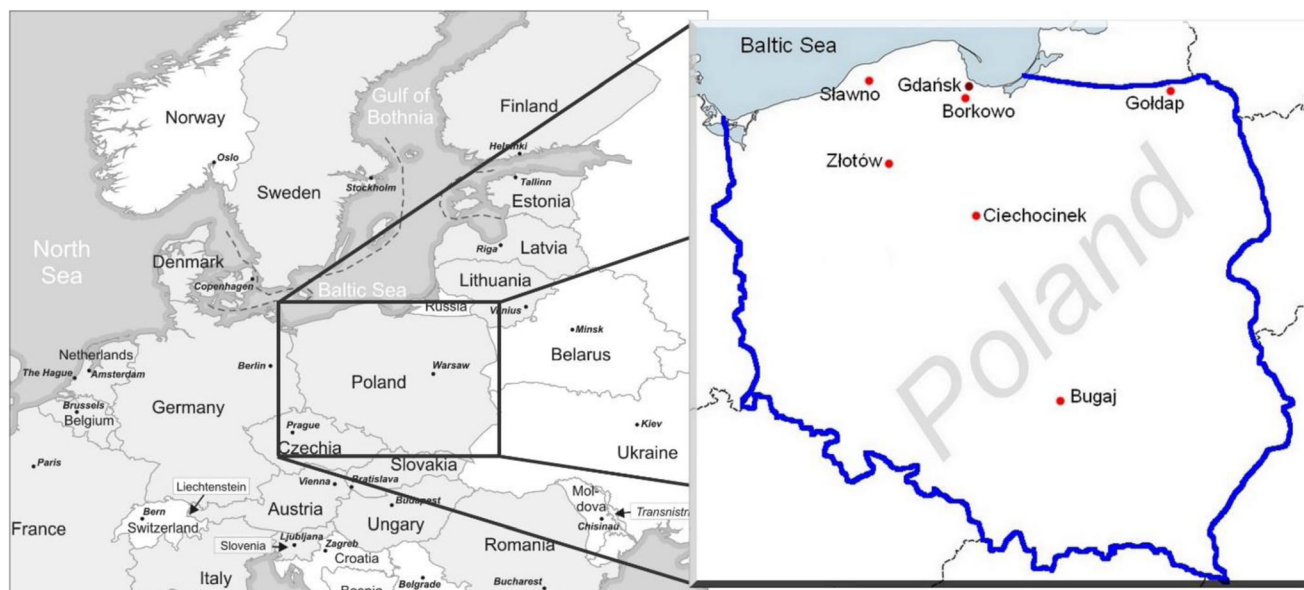 Norway
Oslo
Sweden
Stockholm
Gulf of
Bothnia
Finland
Helsinki
Tallinn
Estonia
Riga
Latvia
Lithuania
Vilnius
Russia
North
Sea
Denmark
Copenhagen
Baltic Sea
Minsk
Belarus
Netherlands
The Hague
Amsterdam
Berlin
Warsaw
Poland
Germany
Brussels
Belgium
Prague
Czechia
Kiev
Ukraine
Paris
Slovakia
Liechtenstein
Vienna
Bratislava
Budapest
Mol-
dova
Bern
Switzerland
Austria
Ungary
Chisinau
Transnistri
France
Ljubljana
Slovenia
Zagreb
Croatia
Romania
Italy
Belgrade
Bucharest
Baltic Sea
Sławno
Gdańsk
Borkowo
Gołdap
Złotów
Ciechocinek
Poland
Bugaj